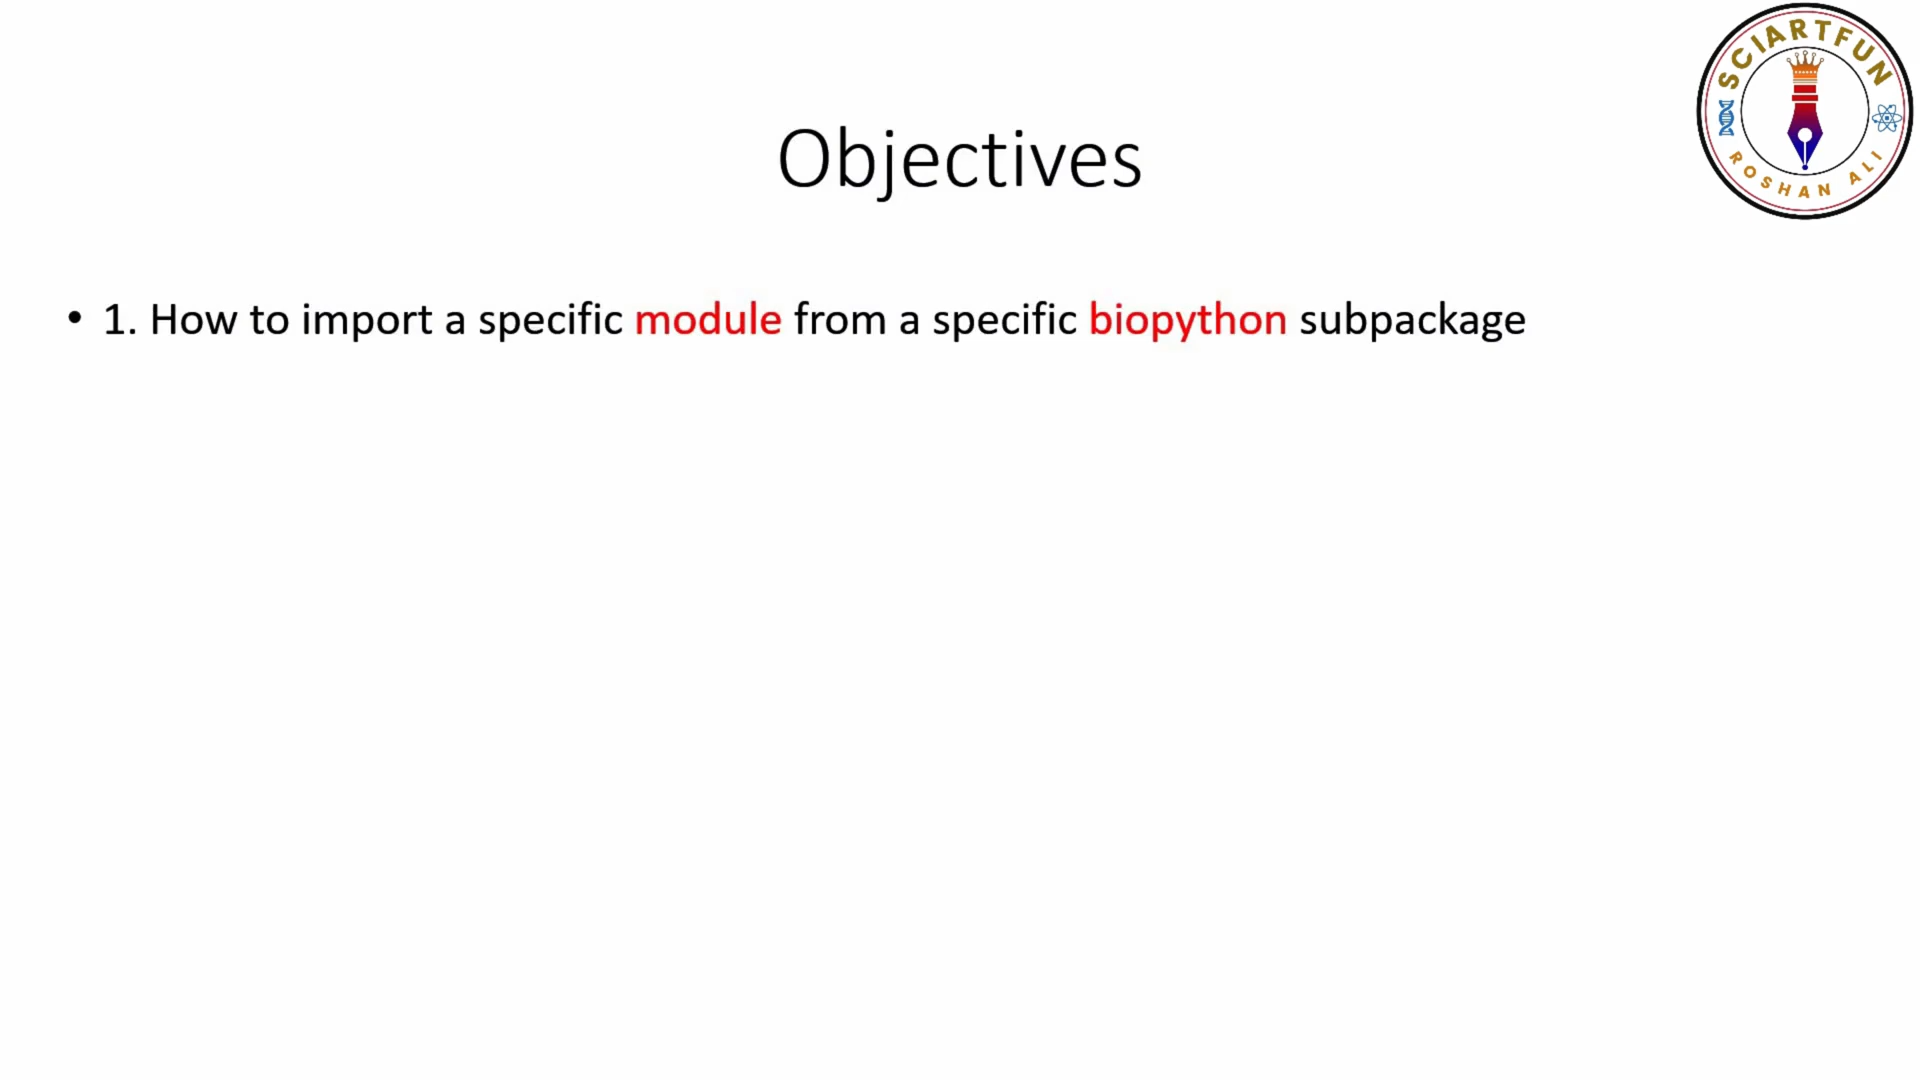 SCIARTFUN
ROSHAN ALI
Objectives
• 1. How to import a specific module from a specific biopython subpackage